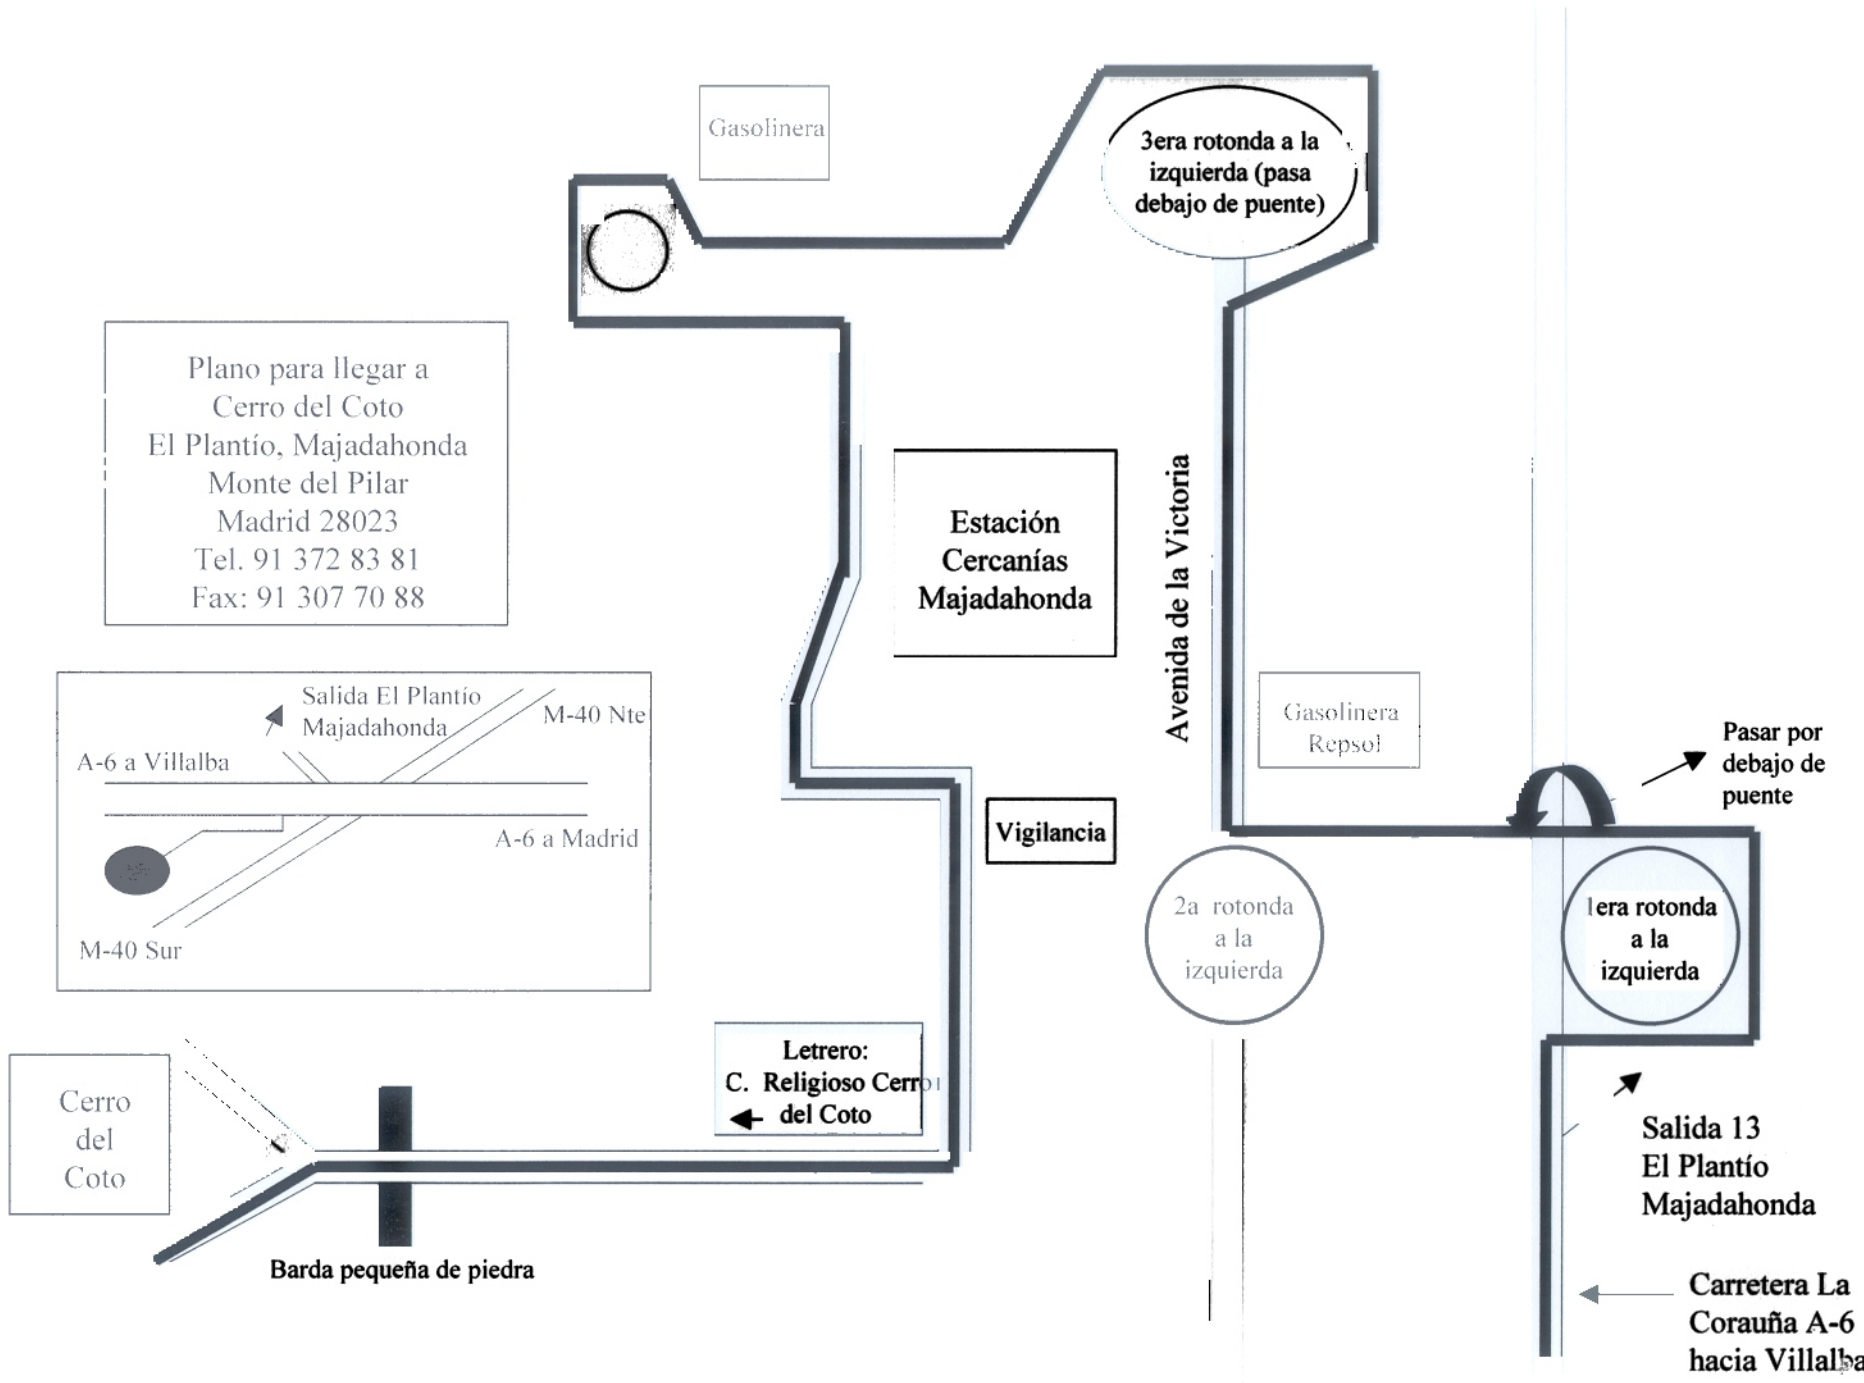 Gasolinera
3era rotonda a la
izquierda (pasa
debajo de puente)
Plano para llegar a
Cerro del Coto
El Plantío, Majadahonda
Monte del Pilar
Madrid 28023
Tel. 91 372 83 81
Fax: 91 307 70 88
Estación
Cercanías
Majadahonda
Avenida de la Victoria
Gasolinera
Repsol
Pasar por
debajo de
puente
Salida El Plantío
Majadahonda
M-40 Nte
A-6 a Villalba
A-6 a Madrid
M-40 Sur
Vigilancia
2a rotonda
a la
izquierda
1era rotonda
a la
izquierda
Letrero:
C. Religioso Cerro
del Coto
Cerro
del
Coto
Barda pequeña de piedra
Salida 13
El Plantío
Majadahonda
Carretera La
Corauña A-6
hacia Villalba